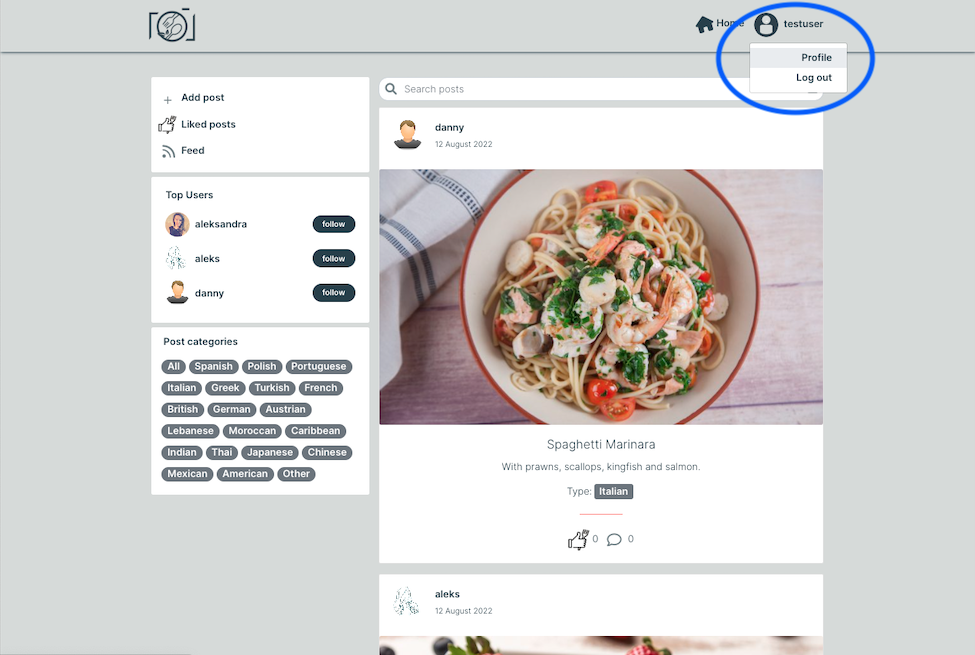 Home testuser
Profile
Log out
Add post
Liked posts
Feed
Top Users
aleksandra follow
aleks follow
danny follow
Post categories
All Spanish Polish Portuguese
Italian Greek Turkish French
British German Austrian
Lebanese Moroccan Caribbean
Indian Thai Japanese Chinese
Mexican American Other
Search posts
danny
12 August 2022
Spaghetti Marinara
With prawns, scallops, kingfish and salmon.
Type: Italian
0 0
aleks
12 August 2022